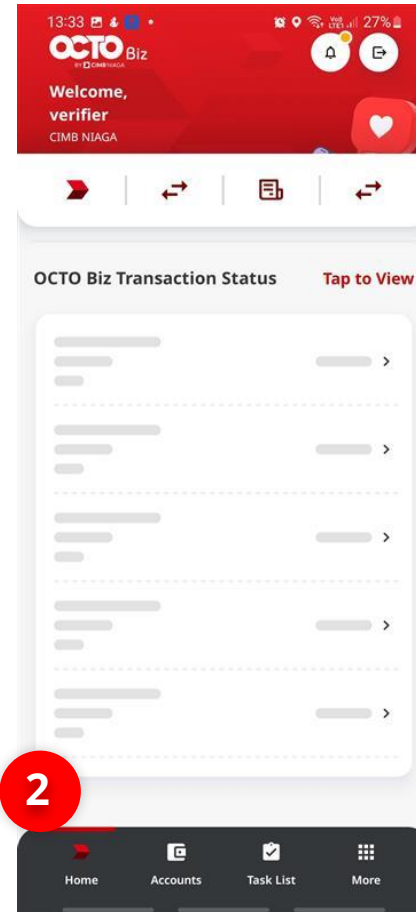 13:33 27%
OCTO Biz
BY CIMB NIAGA
Welcome,
verifier
CIMB NIAGA
OCTO Biz Transaction Status Tap to View
2
Home Accounts Task List More